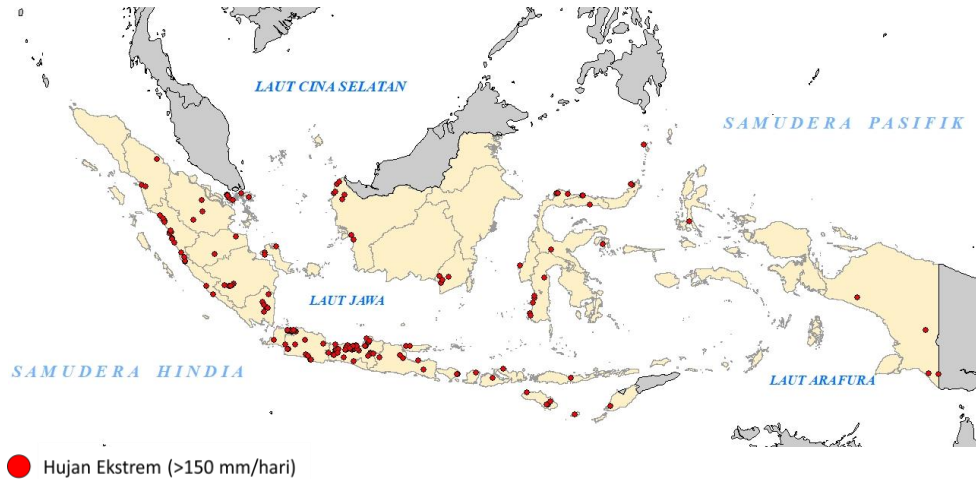 LAUT CINA SELATAN
SAMUDERA PASIFIK
LAUT JAWA
SAMUDERA HINDIA
LAUT ARAFURA
Hujan Ekstrem (>150 mm/hari)